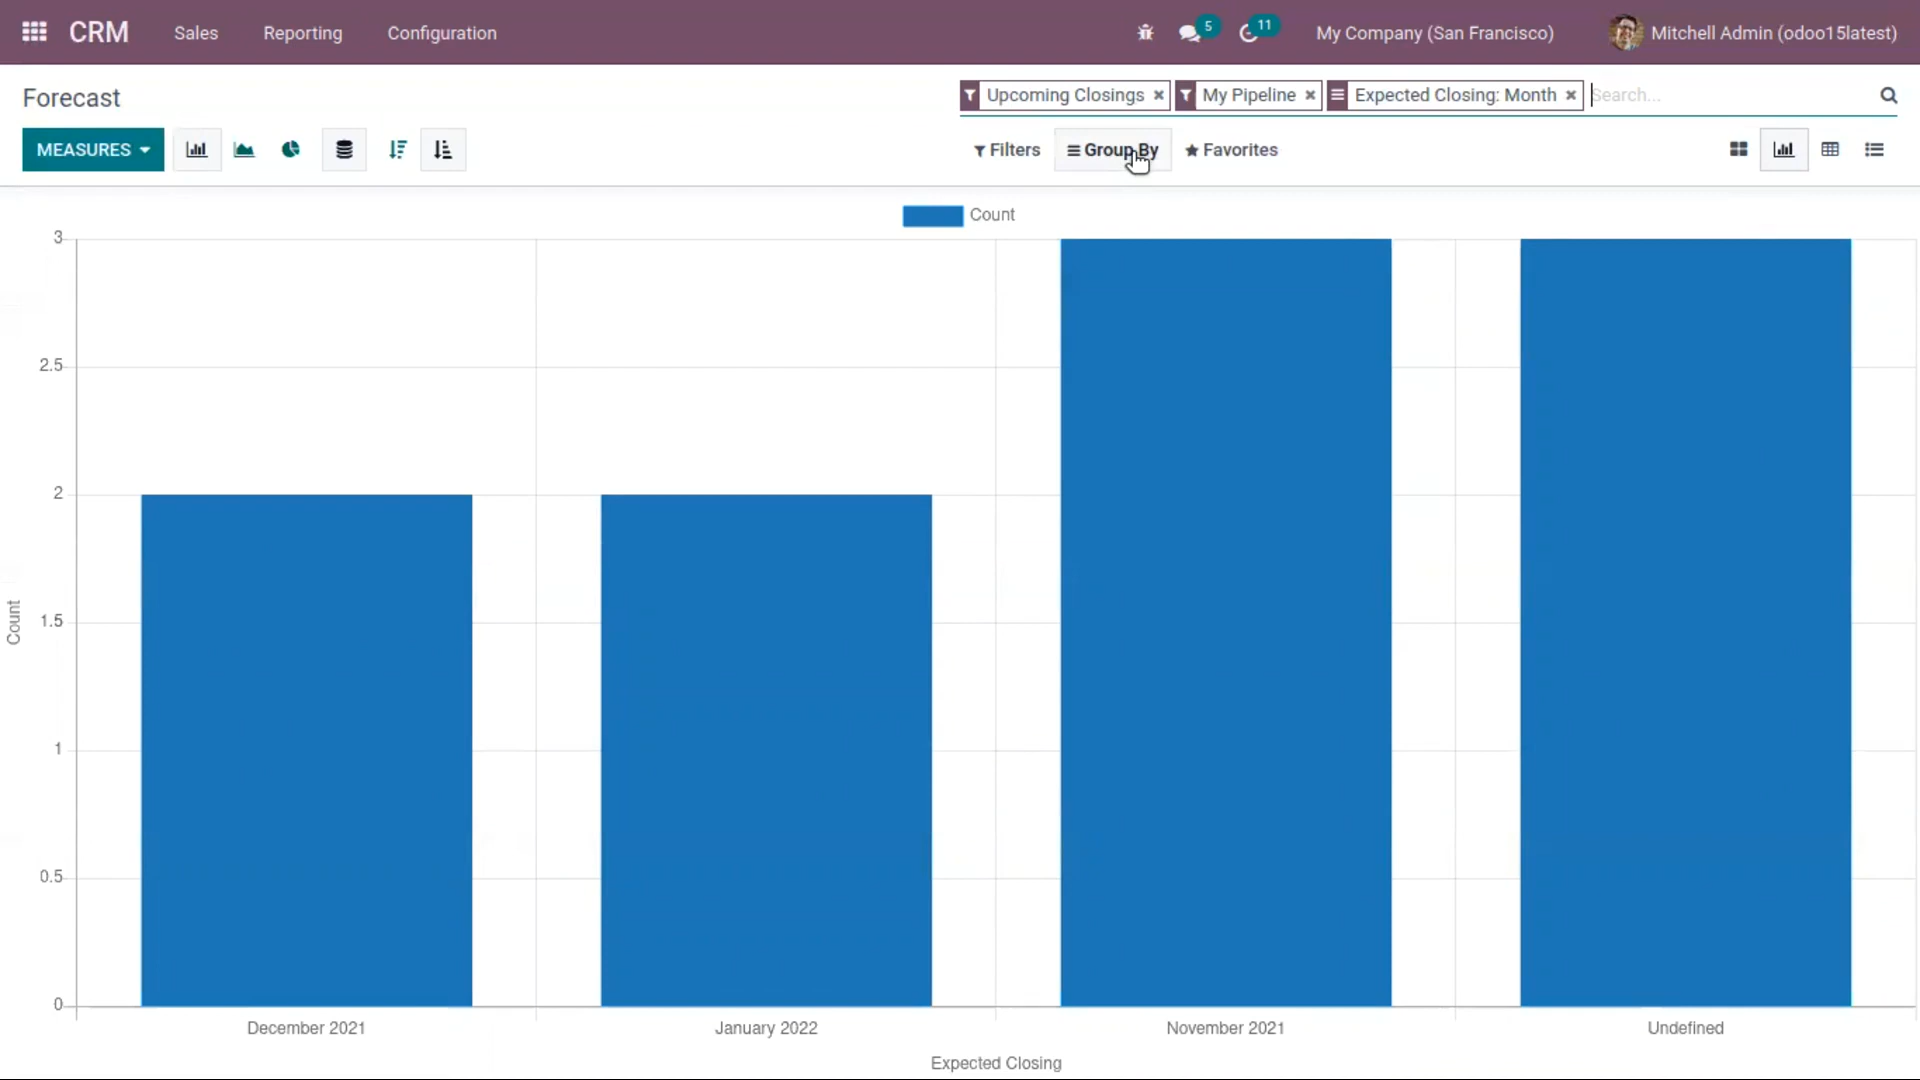 CRM Sales Reporting Configuration 5 11 My Company (San Francisco) Mitchell Admin (odoo15latest)
Forecast Upcoming Closings × My Pipeline × Expected Closing: Month × Search...
MEASURES Filters Group By Favorites
Count
3
2.5
2
1.5
1
0.5
0
Count
December 2021 January 2022 November 2021 Undefined
Expected Closing